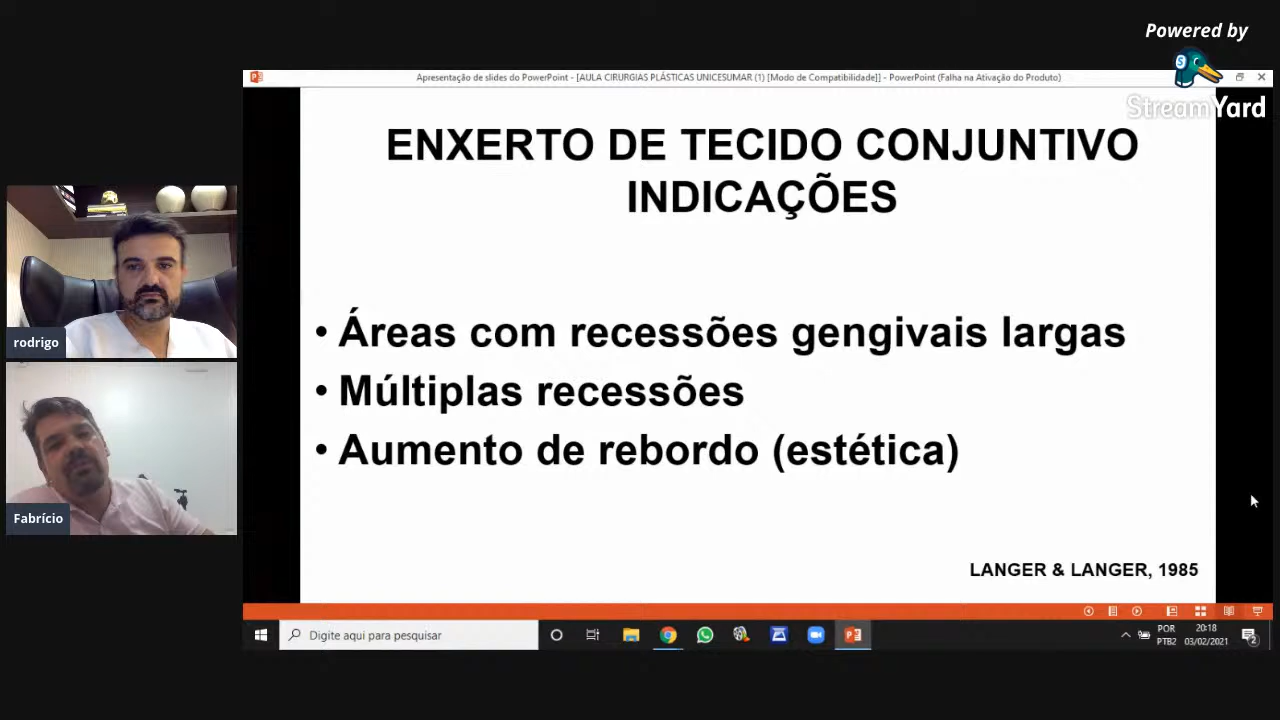 Powered by
StreamYard
Apresentação de slides do PowerPoint - [AULA CIRURGIAS PLÁSTICAS UNICESUMAR (1) [Modo de Compatibilidade]] - PowerPoint (Falha na Ativação do Produto)
ENXERTO DE TECIDO CONJUNTIVO
INDICAÇÕES
• Áreas com recessões gengivais largas
• Múltiplas recessões
• Aumento de rebordo (estética)
LANGER & LANGER, 1985
rodrigo
Fabrício
Digite aqui para pesquisar
POR
PTB2
20:18
03/02/2021
2